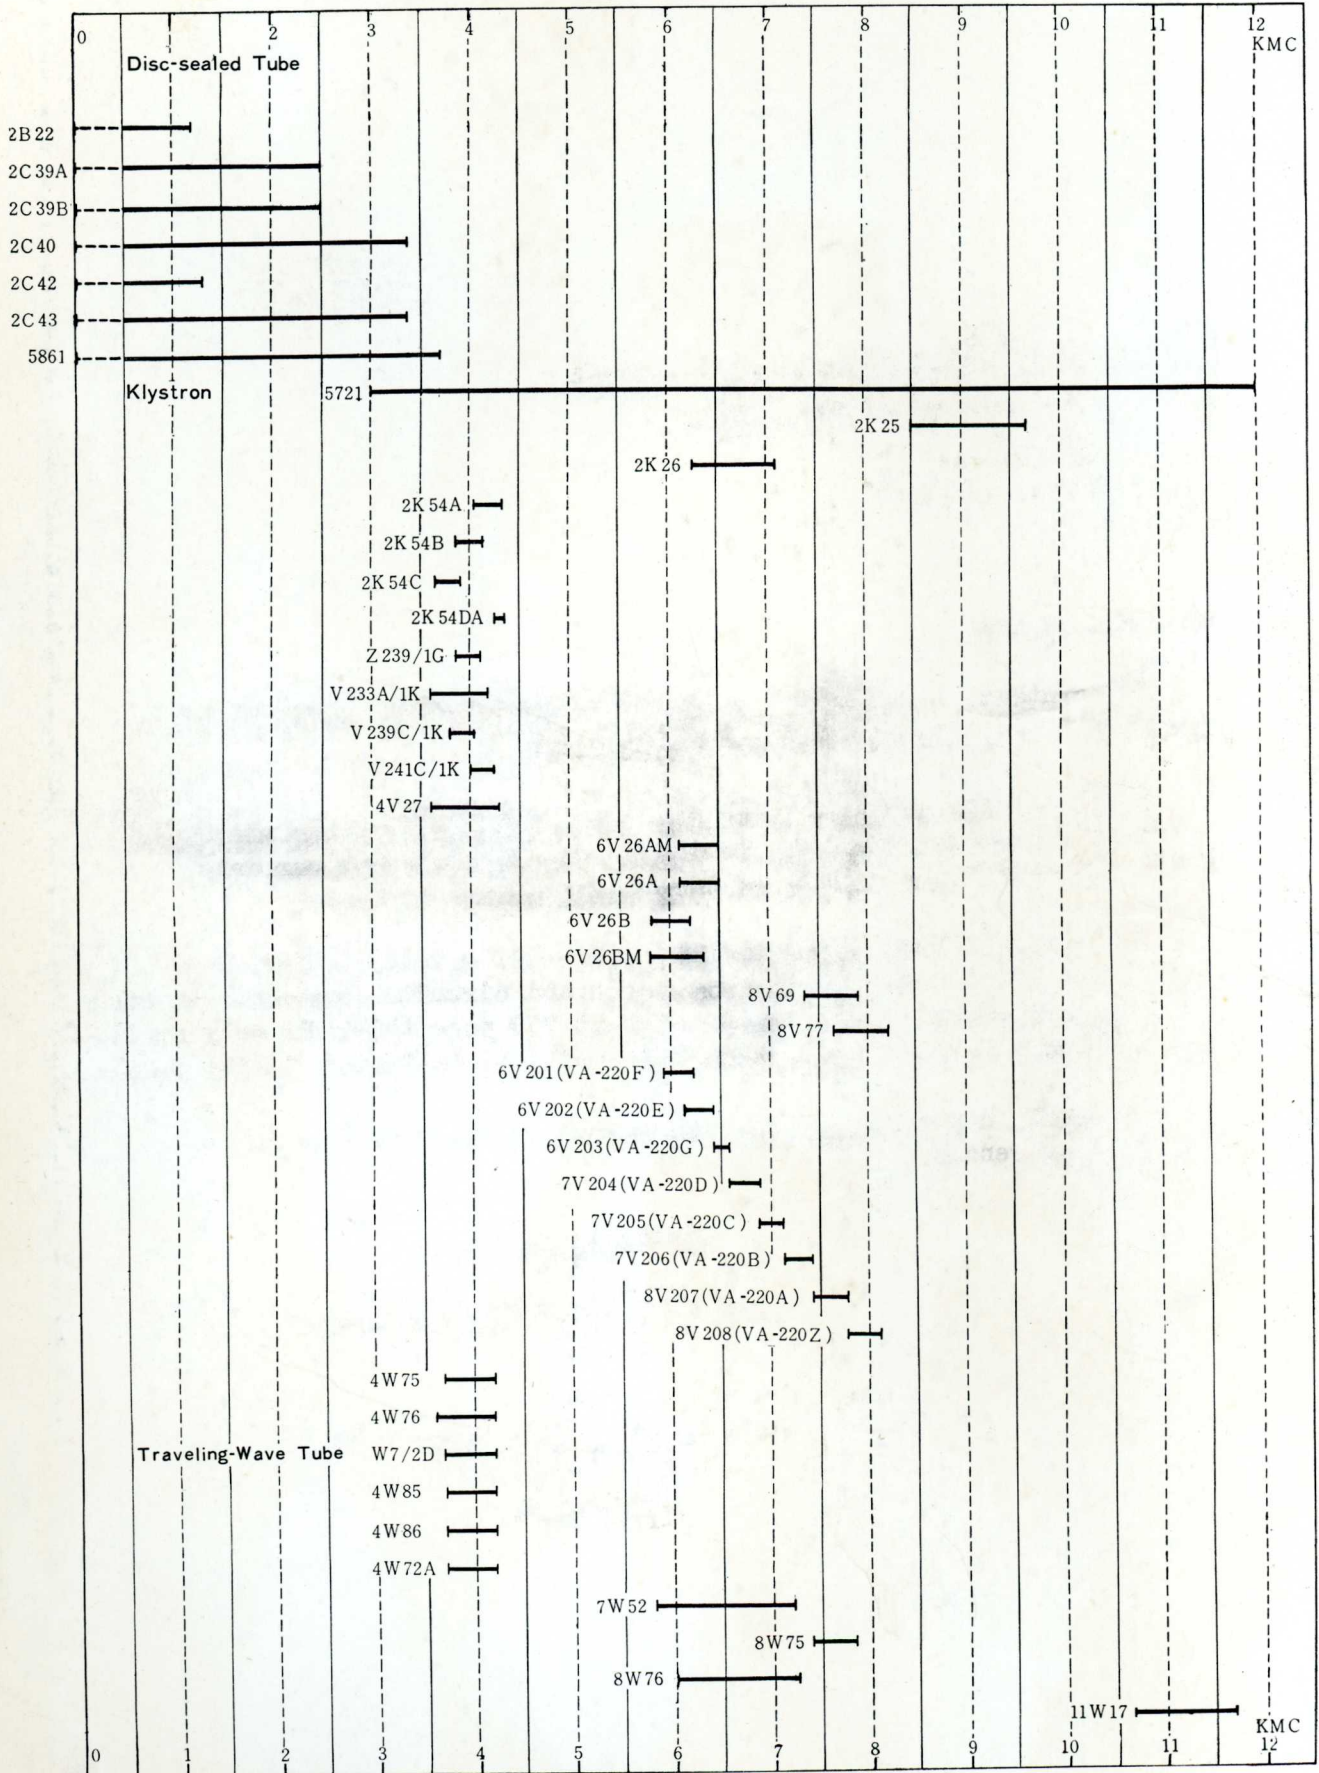 0 1 2 3 4 5 6 7 8 9 10 11 12
KMC
Disc-sealed Tube
2B22
2C39A
2C39B
2C40
2C42
2C43
5861
Klystron 5721
2K25
2K26
2K54A
2K54B
2K54C
2K54DA
Z239/1G
V233A/1K
V239C/1K
V241C/1K
4V27
6V26AM
6V26A
6V26B
6V26BM
8V69
8V77
6V201(VA-220F)
6V202(VA-220E)
6V203(VA-220G)
7V204(VA-220D)
7V205(VA-220C)
7V206(VA-220B)
8V207(VA-220A)
8V208(VA-220Z)
4W75
4W76
Traveling-Wave Tube W7/2D
4W85
4W86
4W72A
7W52
8W75
8W76
11W17
KMC
0 1 2 3 4 5 6 7 8 9 10 11 12